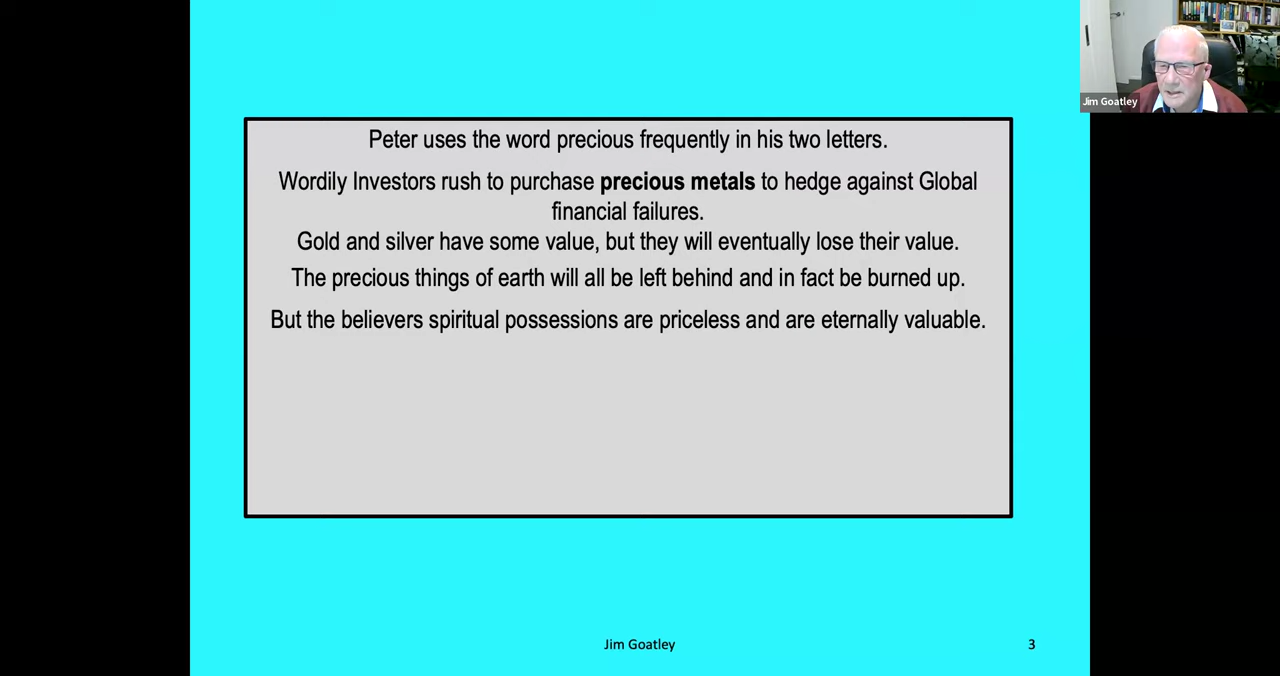 Jim Goatley
Peter uses the word precious frequently in his two letters.
Wordily Investors rush to purchase precious metals to hedge against Global
financial failures.
Gold and silver have some value, but they will eventually lose their value.
The precious things of earth will all be left behind and in fact be burned up.
But the believers spiritual possessions are priceless and are eternally valuable.
Jim Goatley
3